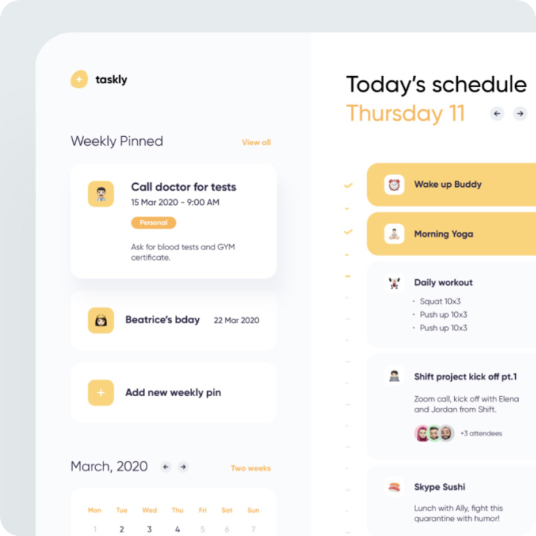 taskly
Weekly Pinned
View all
Call doctor for tests
15 Mar 2020 - 9:00 AM
Personal
Ask for blood tests and GYM
certificate.
Beatrice's bday
22 Mar 2020
Add new weekly pin
March, 2020
Two weeks
Mon Tue Wed Thu Fri Sat Sun
1 2 3 4 5 6 7
Today's schedule
Thursday 11
Wake up Buddy
Morning Yoga
Daily workout
• Squat 10x3
• Push up 10x3
• Push up 10x3
Shift project kick off pt.1
Zoom call, kick off with Elena
and Jordan from Shift.
+3 attendees
Skype Sushi
Lunch with Ally, fight this
quarantine with humor!